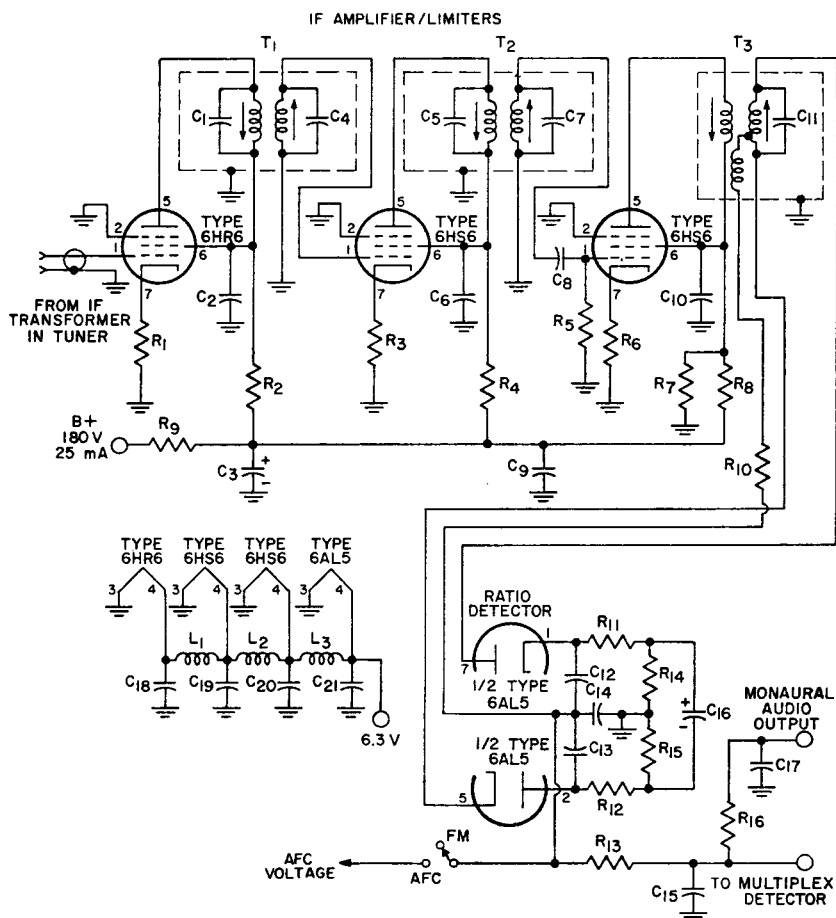 IF AMPLIFIER/LIMITERS
T1
T2
T3
C1
C4
C5
C7
C11
5
2
1
6
7
TYPE
6HR6
5
2
1
6
7
TYPE
6HS6
5
2
1
6
7
TYPE
6HS6
C8
FROM IF
TRANSFORMER
IN TUNER
C2
C6
C10
R1
R3
R5
R6
R2
R4
R7
R8
B+
180 V
25 mA
R9
C3
+
-
C9
R10
TYPE
6HR6
TYPE
6HS6
TYPE
6HS6
TYPE
6AL5
3
4
3
4
3
4
3
4
L1
L2
L3
C18
C19
C20
C21
6.3 V
RATIO
DETECTOR
7
1
1/2 TYPE
6AL5
R11
C12
C14
R14
+
-
C16
C13
R15
1/2 TYPE
6AL5
5
2
R12
MONAURAL
AUDIO
OUTPUT
C17
R16
FM
AFC
VOLTAGE
AFC
R13
C15
TO MULTIPLEX
DETECTOR